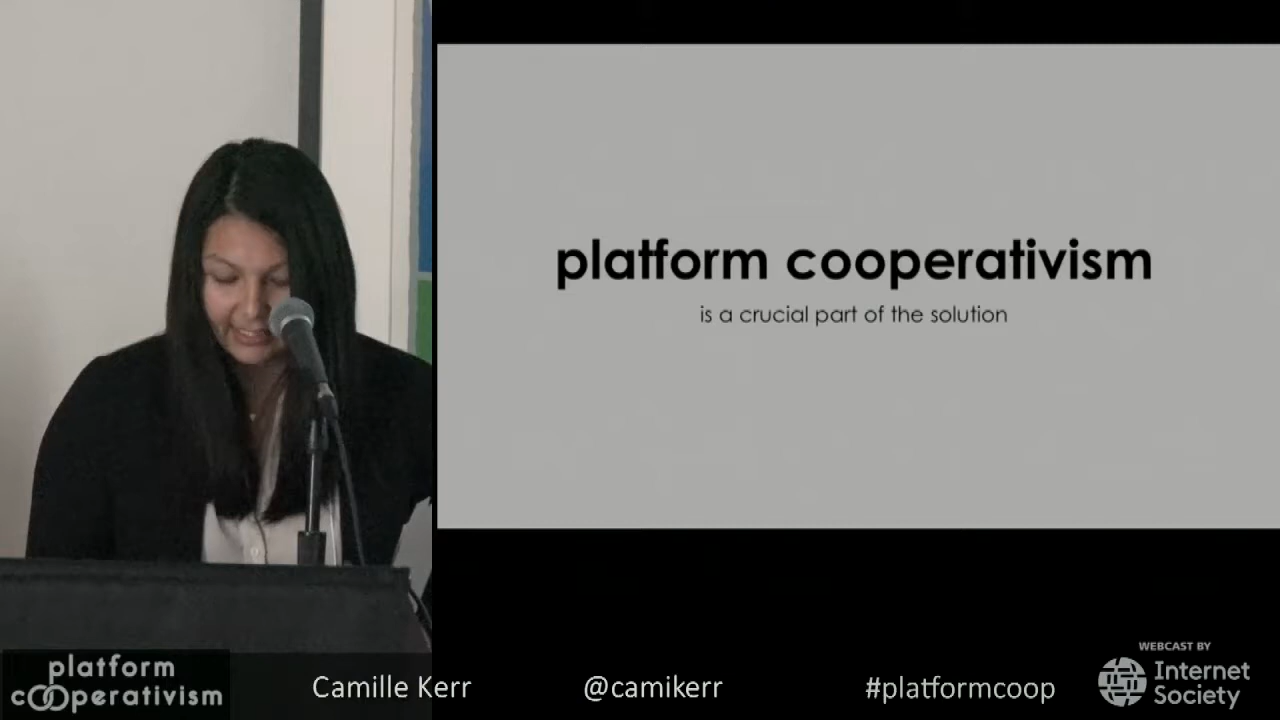 platform cooperativism
is a crucial part of the solution
platform
cooperativism
Camille Kerr
@camikerr
#platformcoop
WEBCAST BY
Internet
Society